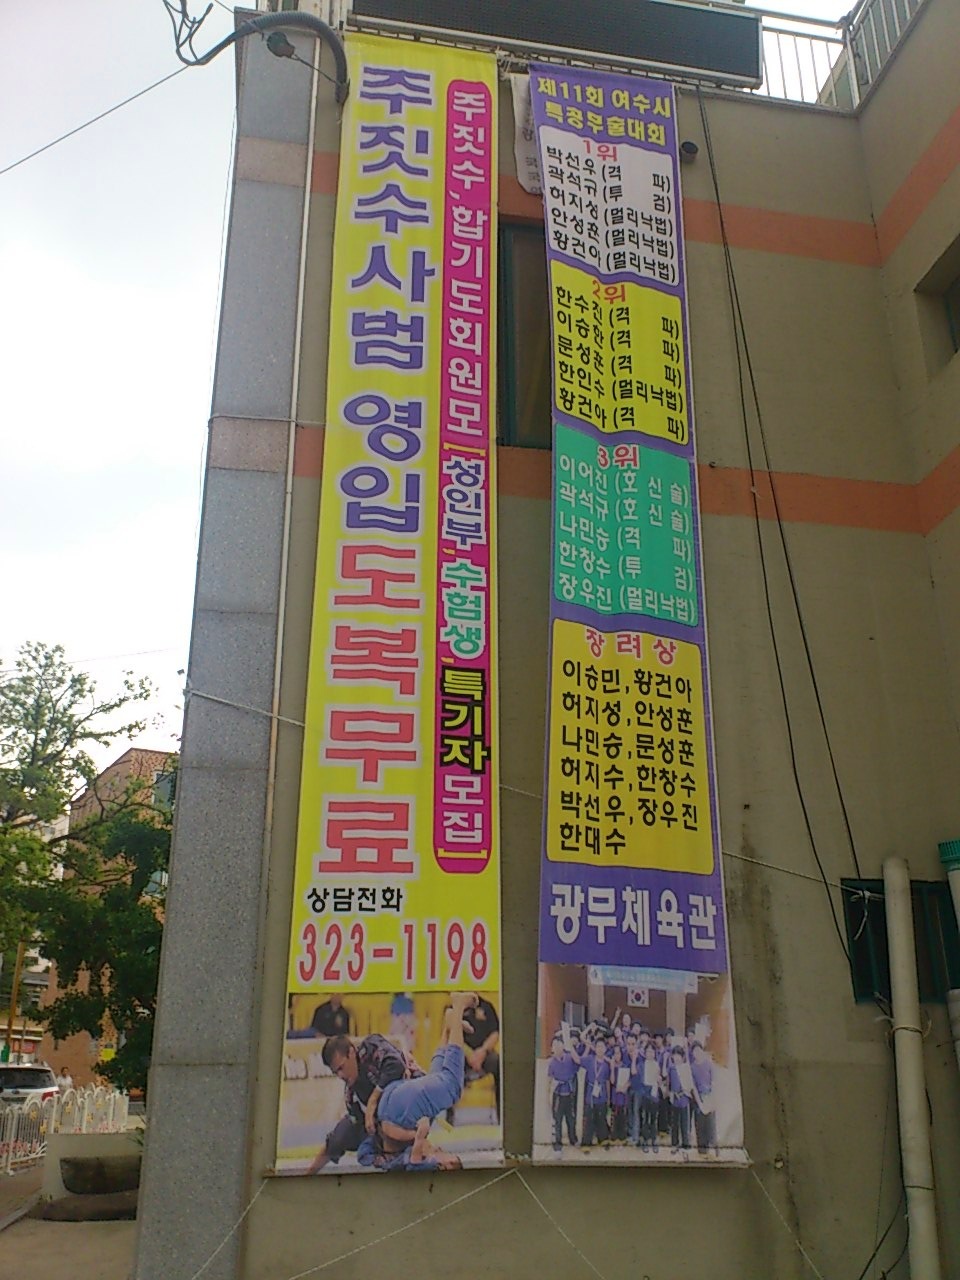 주짓수사범 영입도복무료
주짓수,합기도회원모[성인부,수험생,특기자모집]
상담전화
323-1198
제11회 여수시
특공무술대회
1위
박선우(격 파)
곽석규(투 검)
허지성(멀리낙법)
안성훈(멀리낙법)
황건아(멀리낙법)
2위
한수진(격 파)
이승환(격 파)
문성훈(격 파)
한인수(멀리낙법)
황건아(격 파)
3위
이어진(호 신 술)
곽석규(호 신 술)
나민승(격 파)
한창수(투 검)
장우진(멀리낙법)
장 려 상
이승민,황건아
허지성,안성훈
나민승,문성훈
허지수,한창수
박선우,장우진
한대수
광무체육관